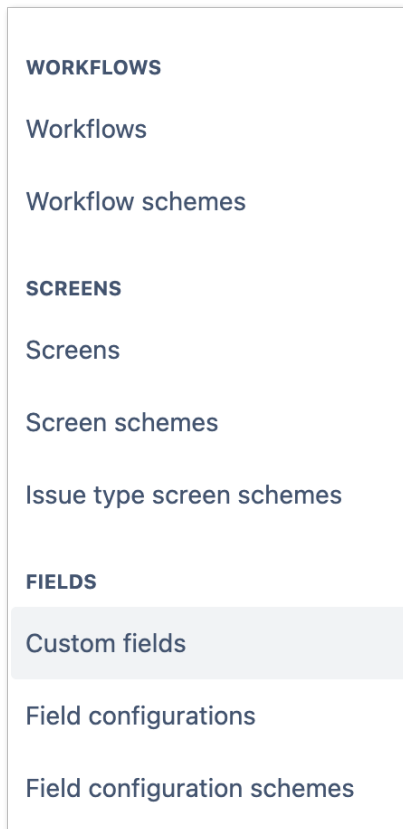 WORKFLOWS
Workflows
Workflow schemes
SCREENS
Screens
Screen schemes
Issue type screen schemes
FIELDS
Custom fields
Field configurations
Field configuration schemes